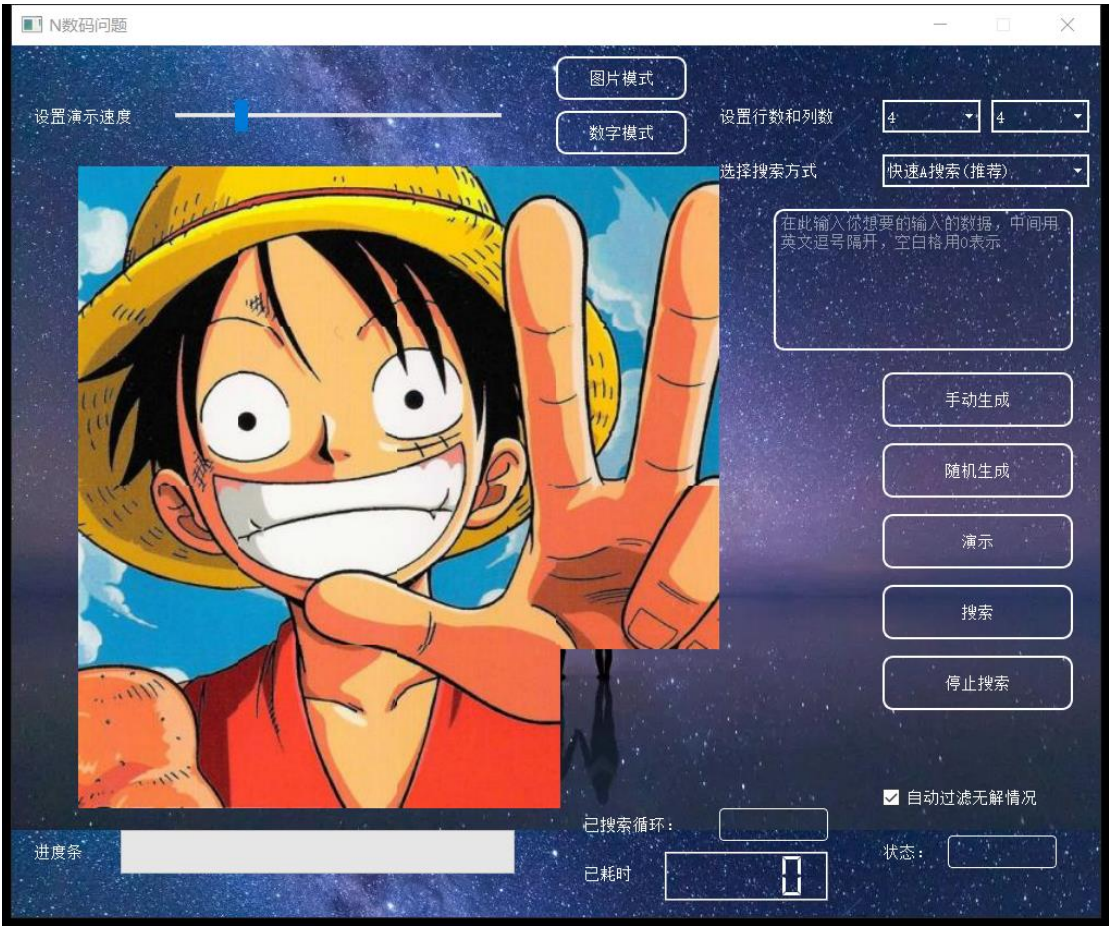 N数码问题
图片模式
设置演示速度
数字模式
设置行数和列数
4
4
选择搜索方式
快速A搜索(推荐)
在此输入你想要的输入的数据，中间用
英文逗号隔开，空白格用0表示
手动生成
随机生成
演示
搜索
停止搜索
自动过滤无解情况
已搜索循环：
进度条
状态：
已耗时
0